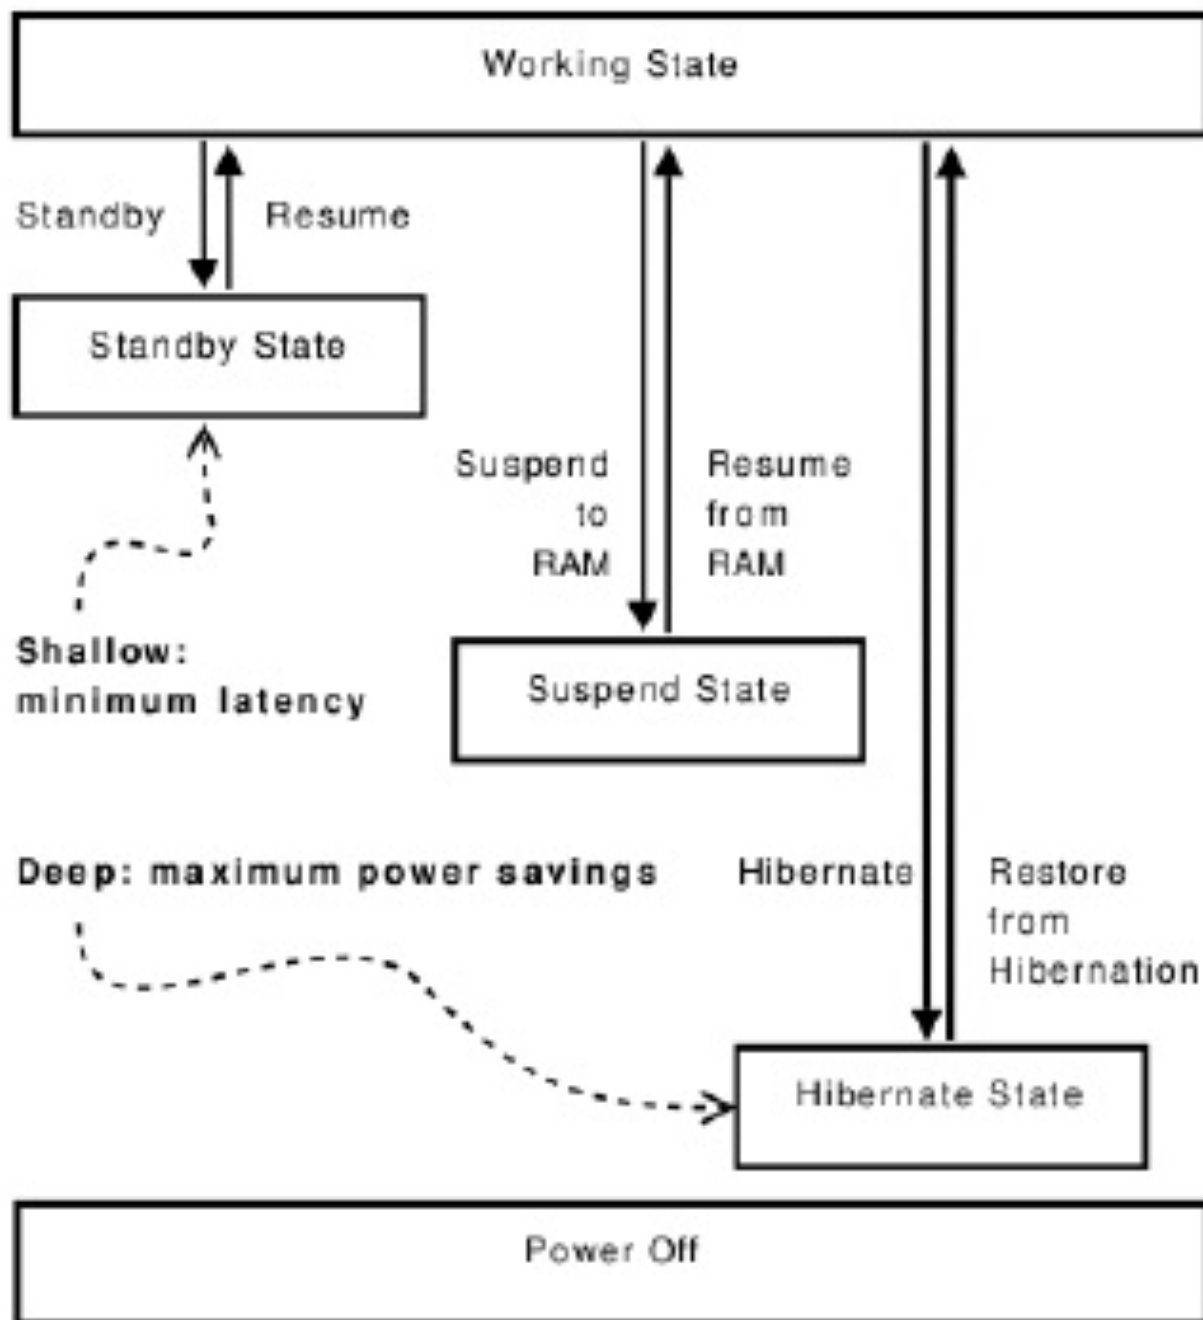 Working State
Standby
Resume
Standby State
Suspend
to
RAM
Resume
from
RAM
Shallow:
minimum latency
Suspend State
Deep: maximum power savings
Hibernate
Restore
from
Hibernation
Hibernate State
Power Off